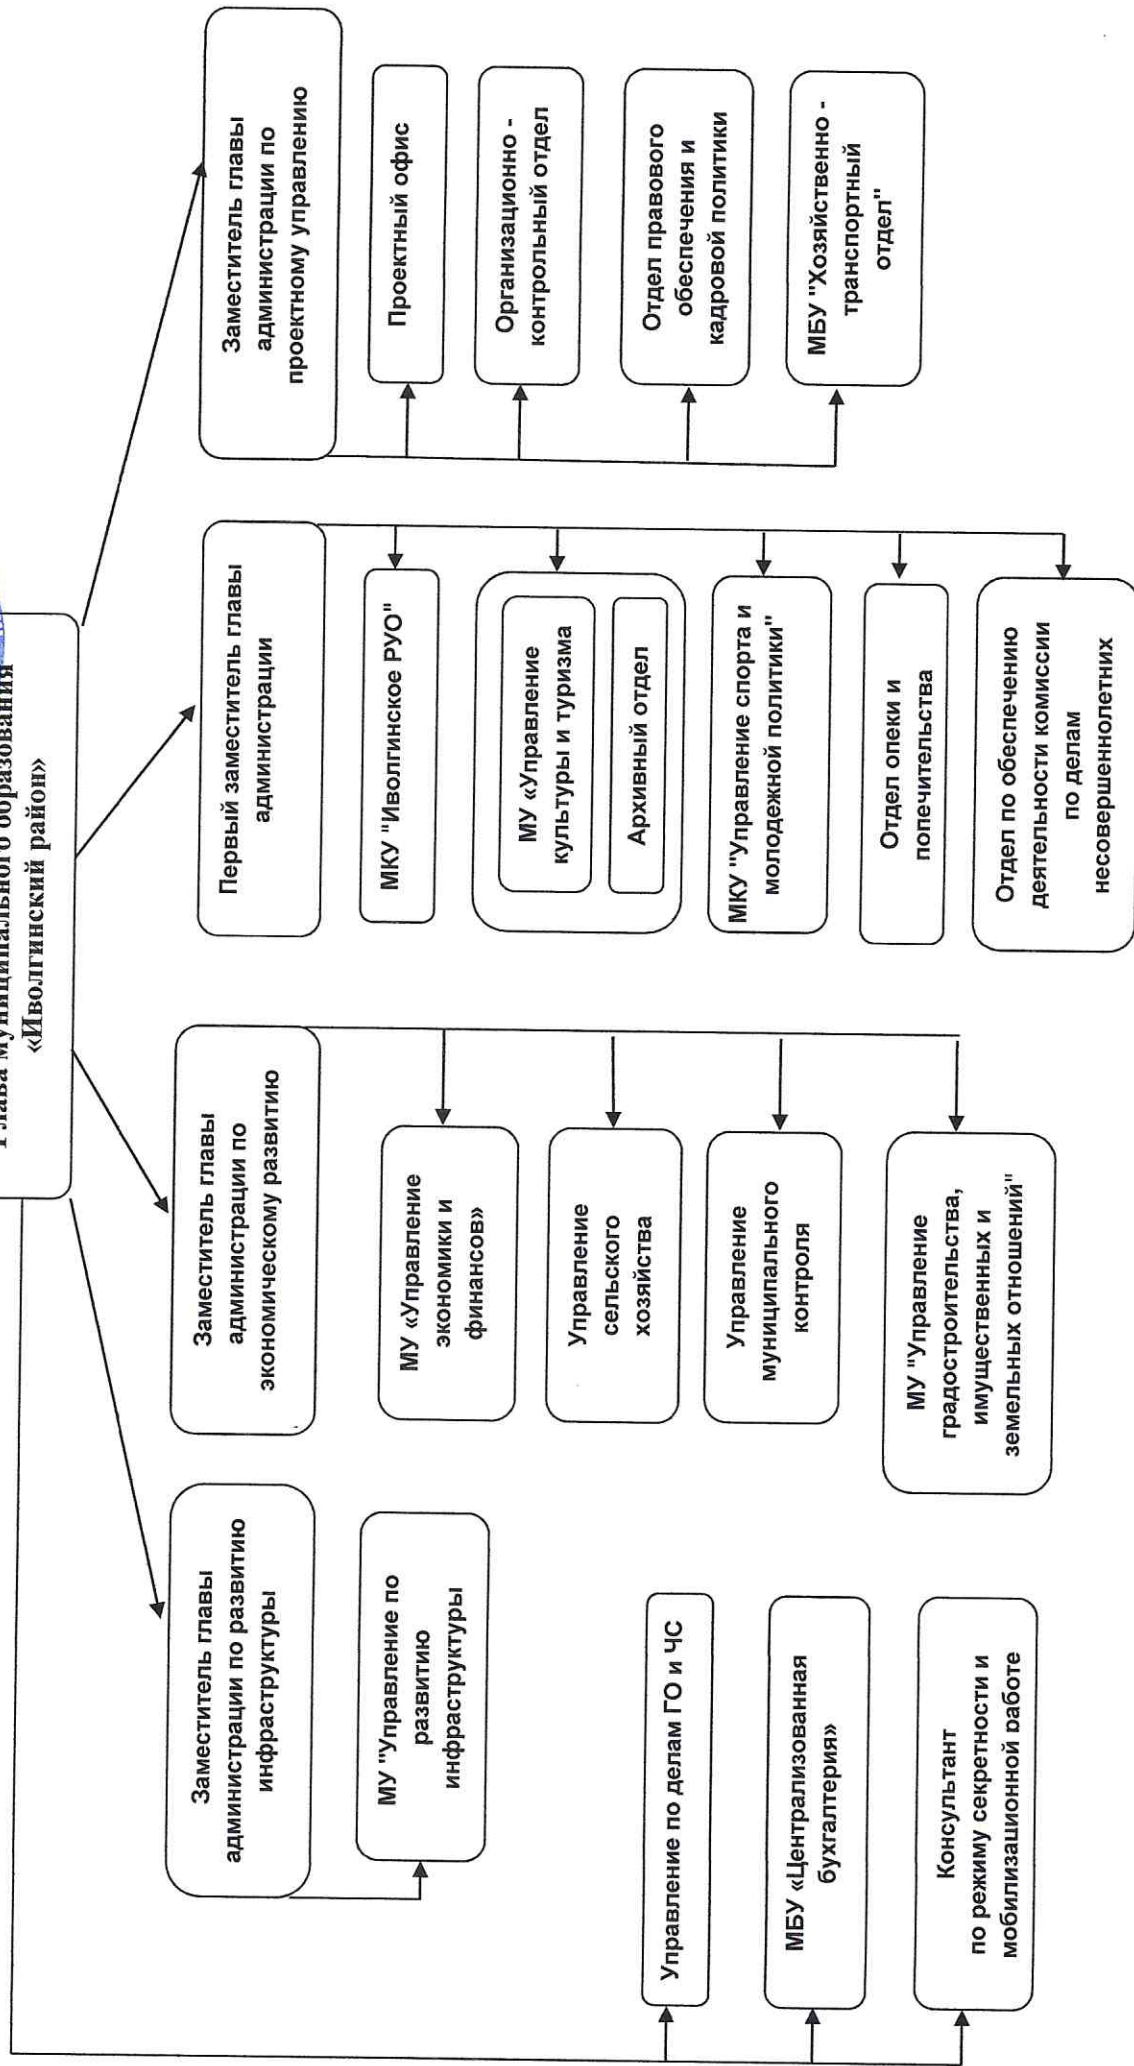 Глава муниципального образования
«Иволгинский район»
Заместитель главы
администрации по развитию
инфраструктуры
МУ "Управление по
развитию
инфраструктуры
Управление по делам ГО и ЧС
МБУ «Централизованная
бухгалтерия»
Консультант
по режиму секретности и
мобилизационной работе
Заместитель главы
администрации по
экономическому развитию
МУ «Управление
экономики и
финансов»
Управление
сельского
хозяйства
Управление
муниципального
контроля
МУ "Управление
градостроительства,
имущественных и
земельных отношений"
Первый заместитель главы
администрации
МКУ "Иволгинское РУО"
МУ «Управление
культуры и туризма
Архивный отдел
МКУ "Управление спорта и
молодежной политики"
Отдел опеки и
попечительства
Отдел по обеспечению
деятельности комиссии
по делам
несовершеннолетних
Заместитель главы
администрации по
проектному управлению
Проектный офис
Организационно -
контрольный отдел
Отдел правового
обеспечения и
кадровой политики
МБУ "Хозяйственно -
транспортный
отдел"